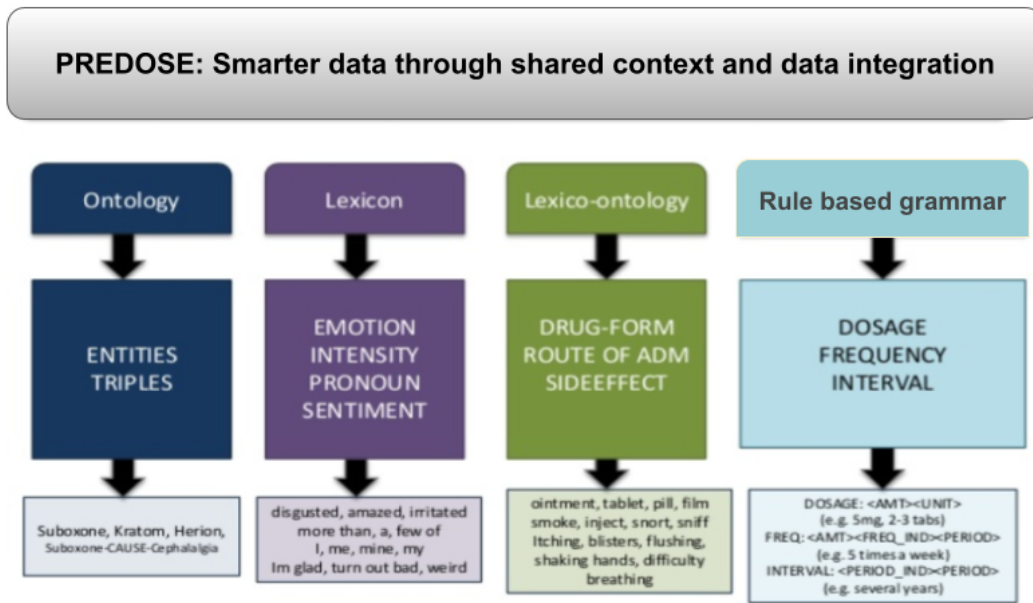 PREDOSE: Smarter data through shared context and data integration
Ontology
Lexicon
Lexico-ontology
Rule based grammar
ENTITIES
TRIPLES
EMOTION
INTENSITY
PRONOUN
SENTIMENT
DRUG-FORM
ROUTE OF ADM
SIDEEFFECT
DOSAGE
FREQUENCY
INTERVAL
Suboxone, Kratom, Herion,
Suboxone-CAUSE-Cephalalgia
disgusted, amazed, irritated
more than, a, few of
I, me, mine, my
Im glad, turn out bad, weird
ointment, tablet, pill, film
smoke, inject, snort, sniff
Itching, blisters, flushing,
shaking hands, difficulty
breathing
DOSAGE: <AMT><UNIT>
(e.g. 5mg, 2-3 tabs)
FREQ: <AMT><FREQ_IND><PERIOD>
(e.g. 5 times a week)
INTERVAL: <PERIOD_IND><PERIOD>
(e.g. several years)